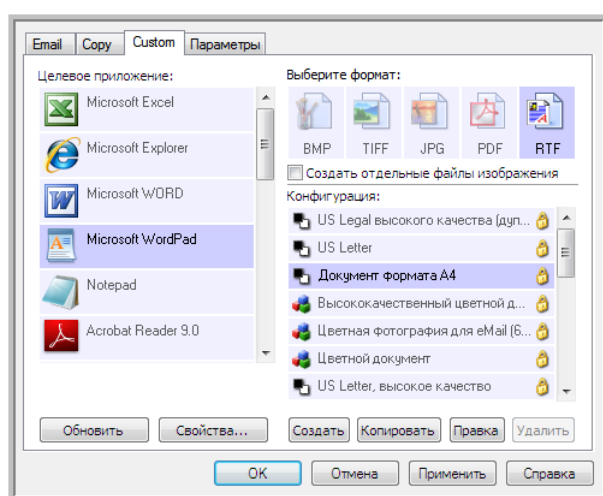 Email Copy Custom Параметры
Целевое приложение:
Microsoft Excel
Microsoft Explorer
Microsoft WORD
Microsoft WordPad
Notepad
Acrobat Reader 9.0
Обновить Свойства...
Выберите формат:
BMP TIFF JPG PDF RTF
Создать отдельные файлы изображения
Конфигурация:
US Legal высокого качества (дуп...
US Letter
Документ формата A4
Высококачественный цветной д...
Цветная фотография для eMail (6...
Цветной документ
US Letter, высокое качество
Создать Копировать Правка Удалить
OK Отмена Применить Справка